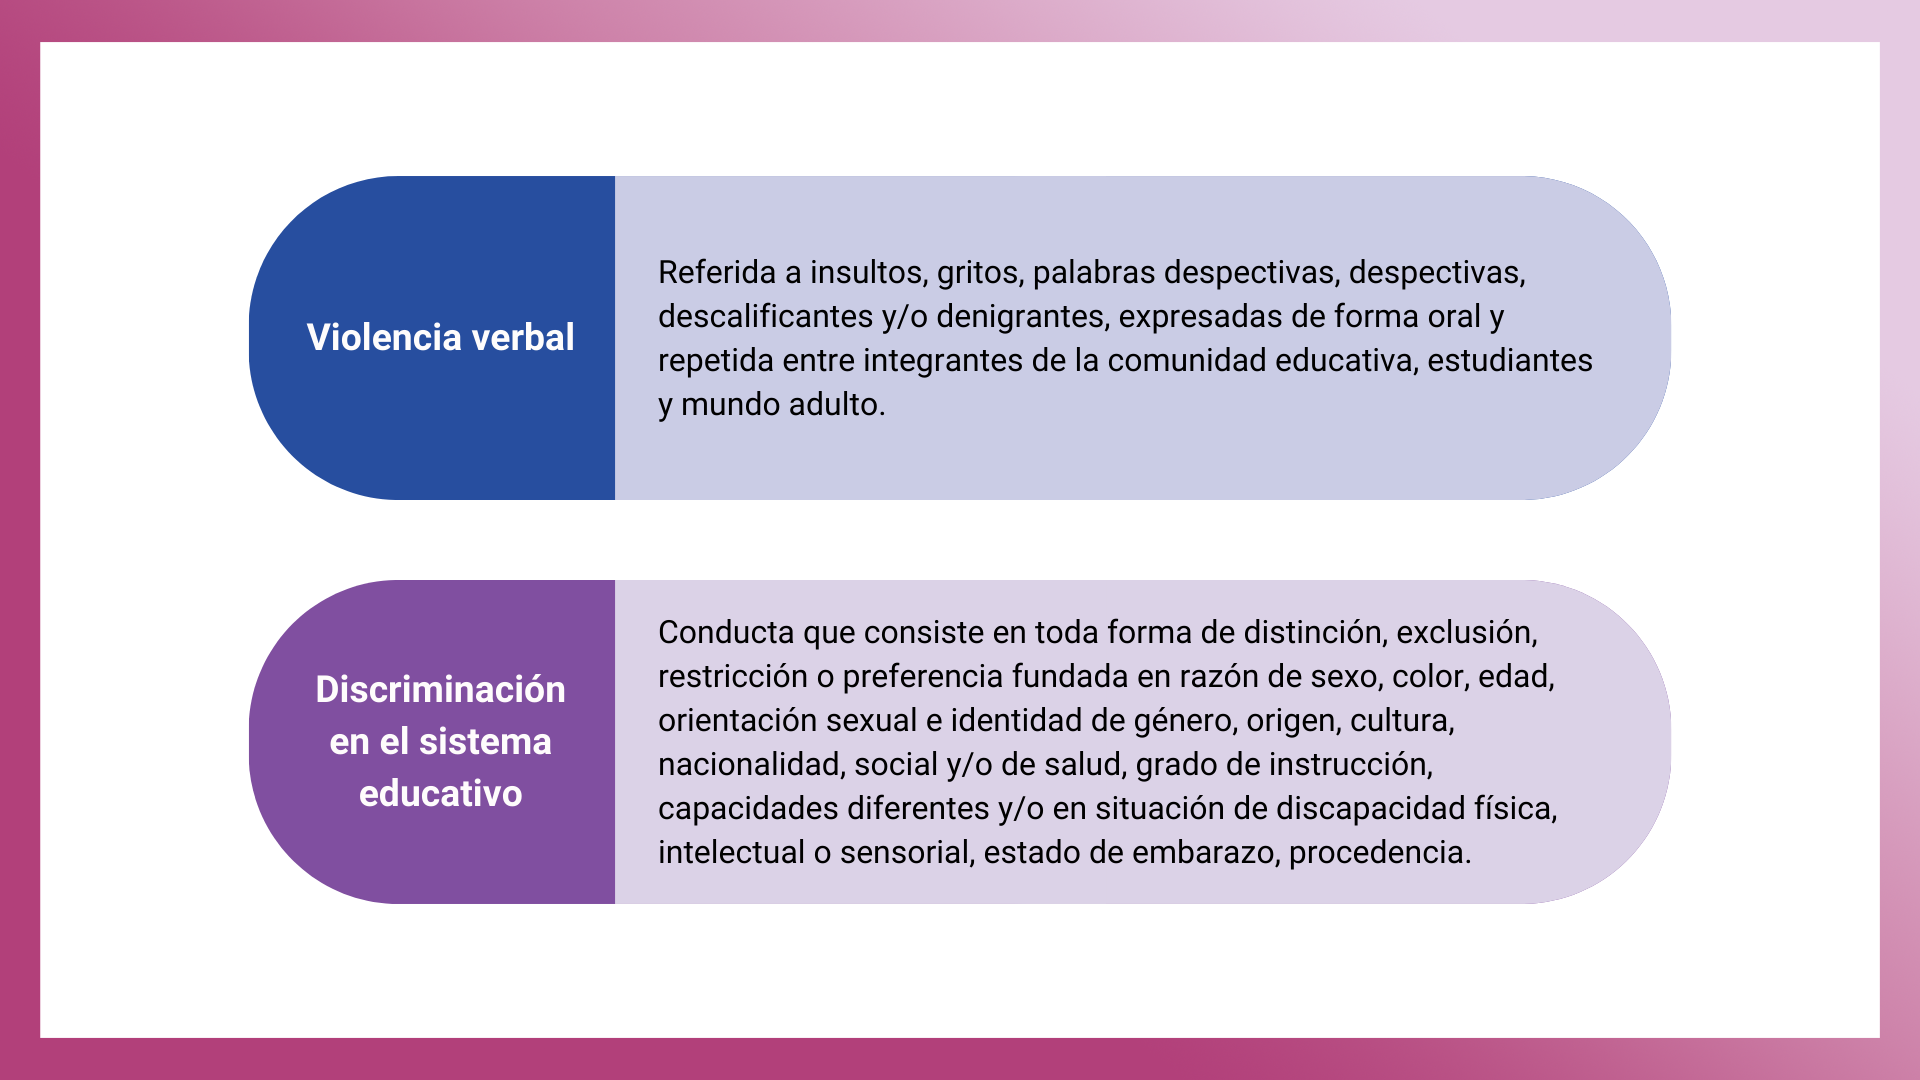 Violencia verbal
Referida a insultos, gritos, palabras despectivas, despectivas,
descalificantes y/o denigrantes, expresadas de forma oral y
repetida entre integrantes de la comunidad educativa, estudiantes
y mundo adulto.
Discriminación
en el sistema
educativo
Conducta que consiste en toda forma de distinción, exclusión,
restricción o preferencia fundada en razón de sexo, color, edad,
orientación sexual e identidad de género, origen, cultura,
nacionalidad, social y/o de salud, grado de instrucción,
capacidades diferentes y/o en situación de discapacidad física,
intelectual o sensorial, estado de embarazo, procedencia.